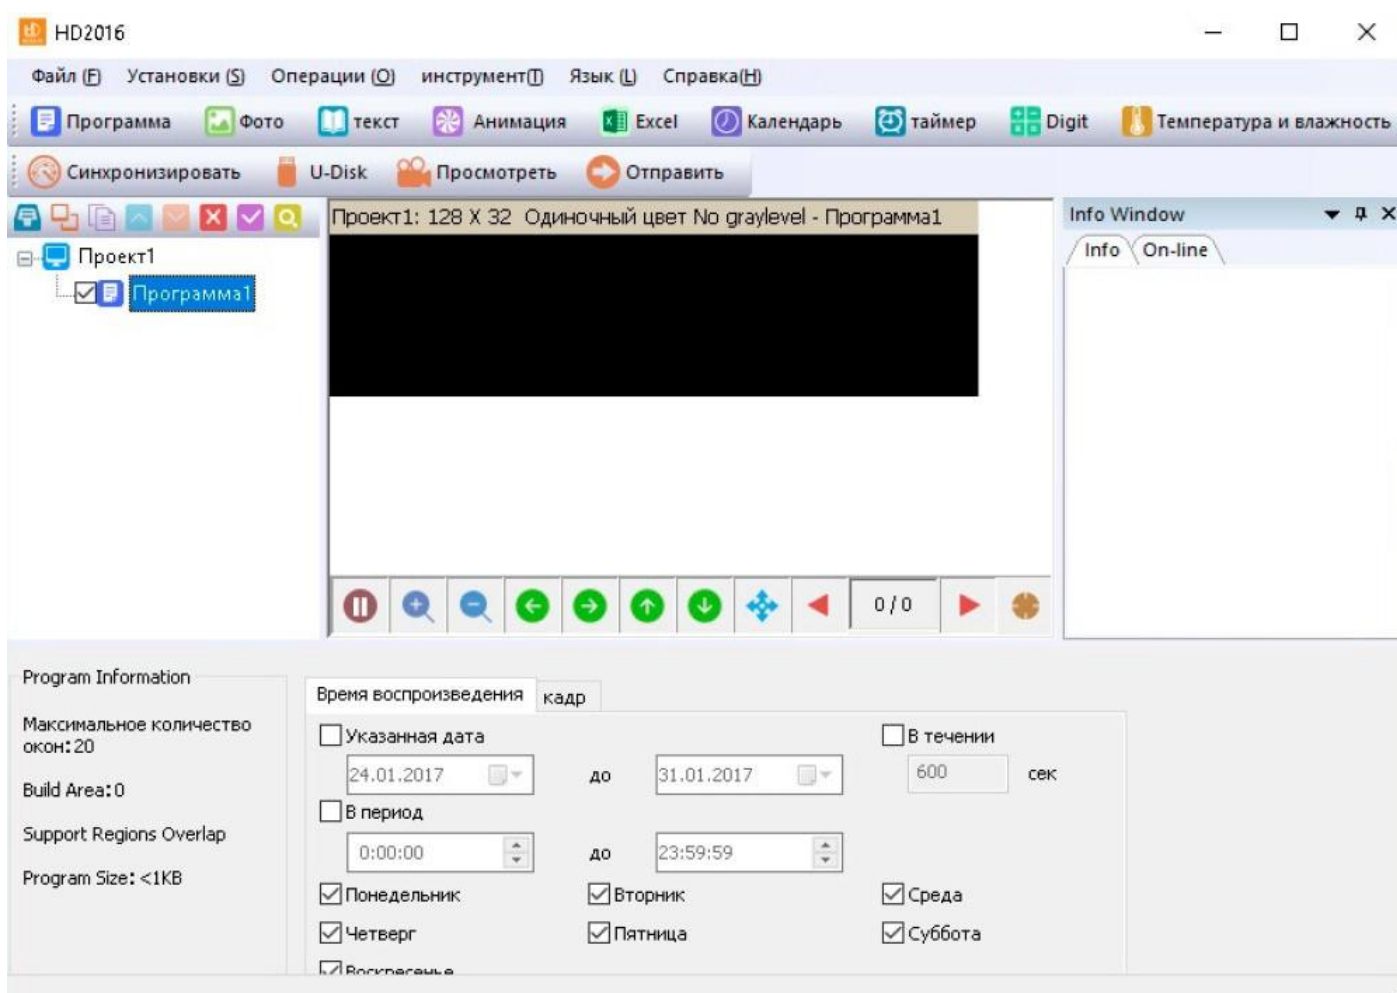 HD2016
Файл (F) Установки (S) Операции (O) инструмент(T) Язык (L) Справка(H)
Программа Фото текст Анимация Excel Календарь таймер Digit Температура и влажность
Синхронизировать U-Disk Просмотреть Отправить
Проект1: 128 X 32 Одиночный цвет No graylevel - Программа1
Info Window
Info On-line
Проект1
Программа1
0 / 0
Program Information
Максимальное количество
окон:20
Build Area:0
Support Regions Overlap
Program Size: <1KB
Время воспроизведения кадр
Указанная дата В течении
24.01.2017 до 31.01.2017 600 сек
В период
0:00:00 до 23:59:59
Понедельник Вторник Среда
Четверг Пятница Суббота
Воскресенье